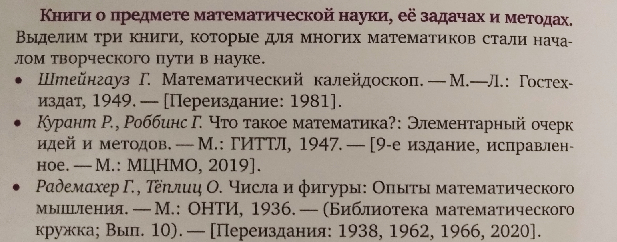 Книги о предмете математической науки, её задачах и методах.
Выделим три книги, которые для многих математиков стали нача-
лом творческого пути в науке.
• Штейнгауз Г. Математический калейдоскоп. — М.—Л.: Гостех-
издат, 1949. — [Переиздание: 1981].
• Курант Р., Роббинс Г. Что такое математика?: Элементарный очерк
идей и методов. — М.: ГИТТЛ, 1947. — [9-е издание, исправлен-
ное. — М.: МЦНМО, 2019].
• Радемахер Г., Тёплиц О. Числа и фигуры: Опыты математического
мышления. — М.: ОНТИ, 1936. — (Библиотека математического
кружка; Вып. 10). — [Переиздания: 1938, 1962, 1966, 2020].